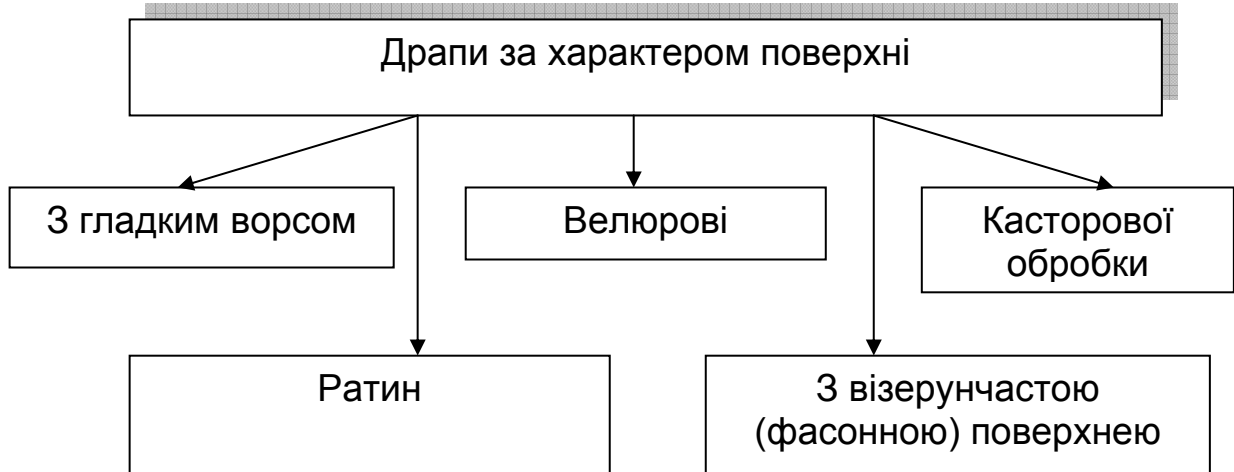 Драпи за характером поверхні
З гладким ворсом
Велюрові
Касторової
обробки
Ратин
З візерунчастою
(фасонною) поверхнею